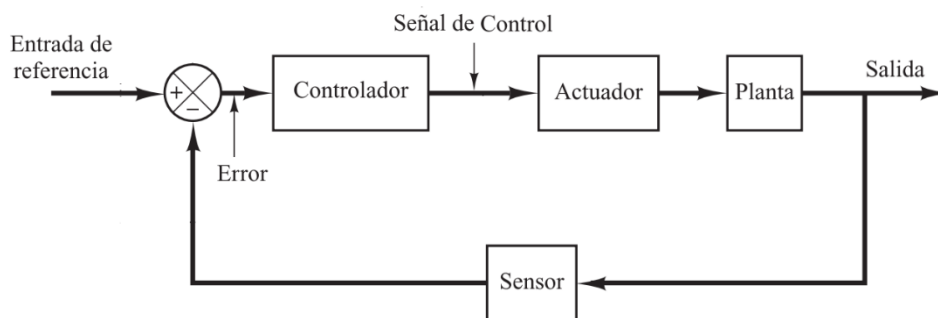 Señal de Control
Entrada de
referencia
+
−
Controlador
Actuador
Planta
Salida
Error
Sensor